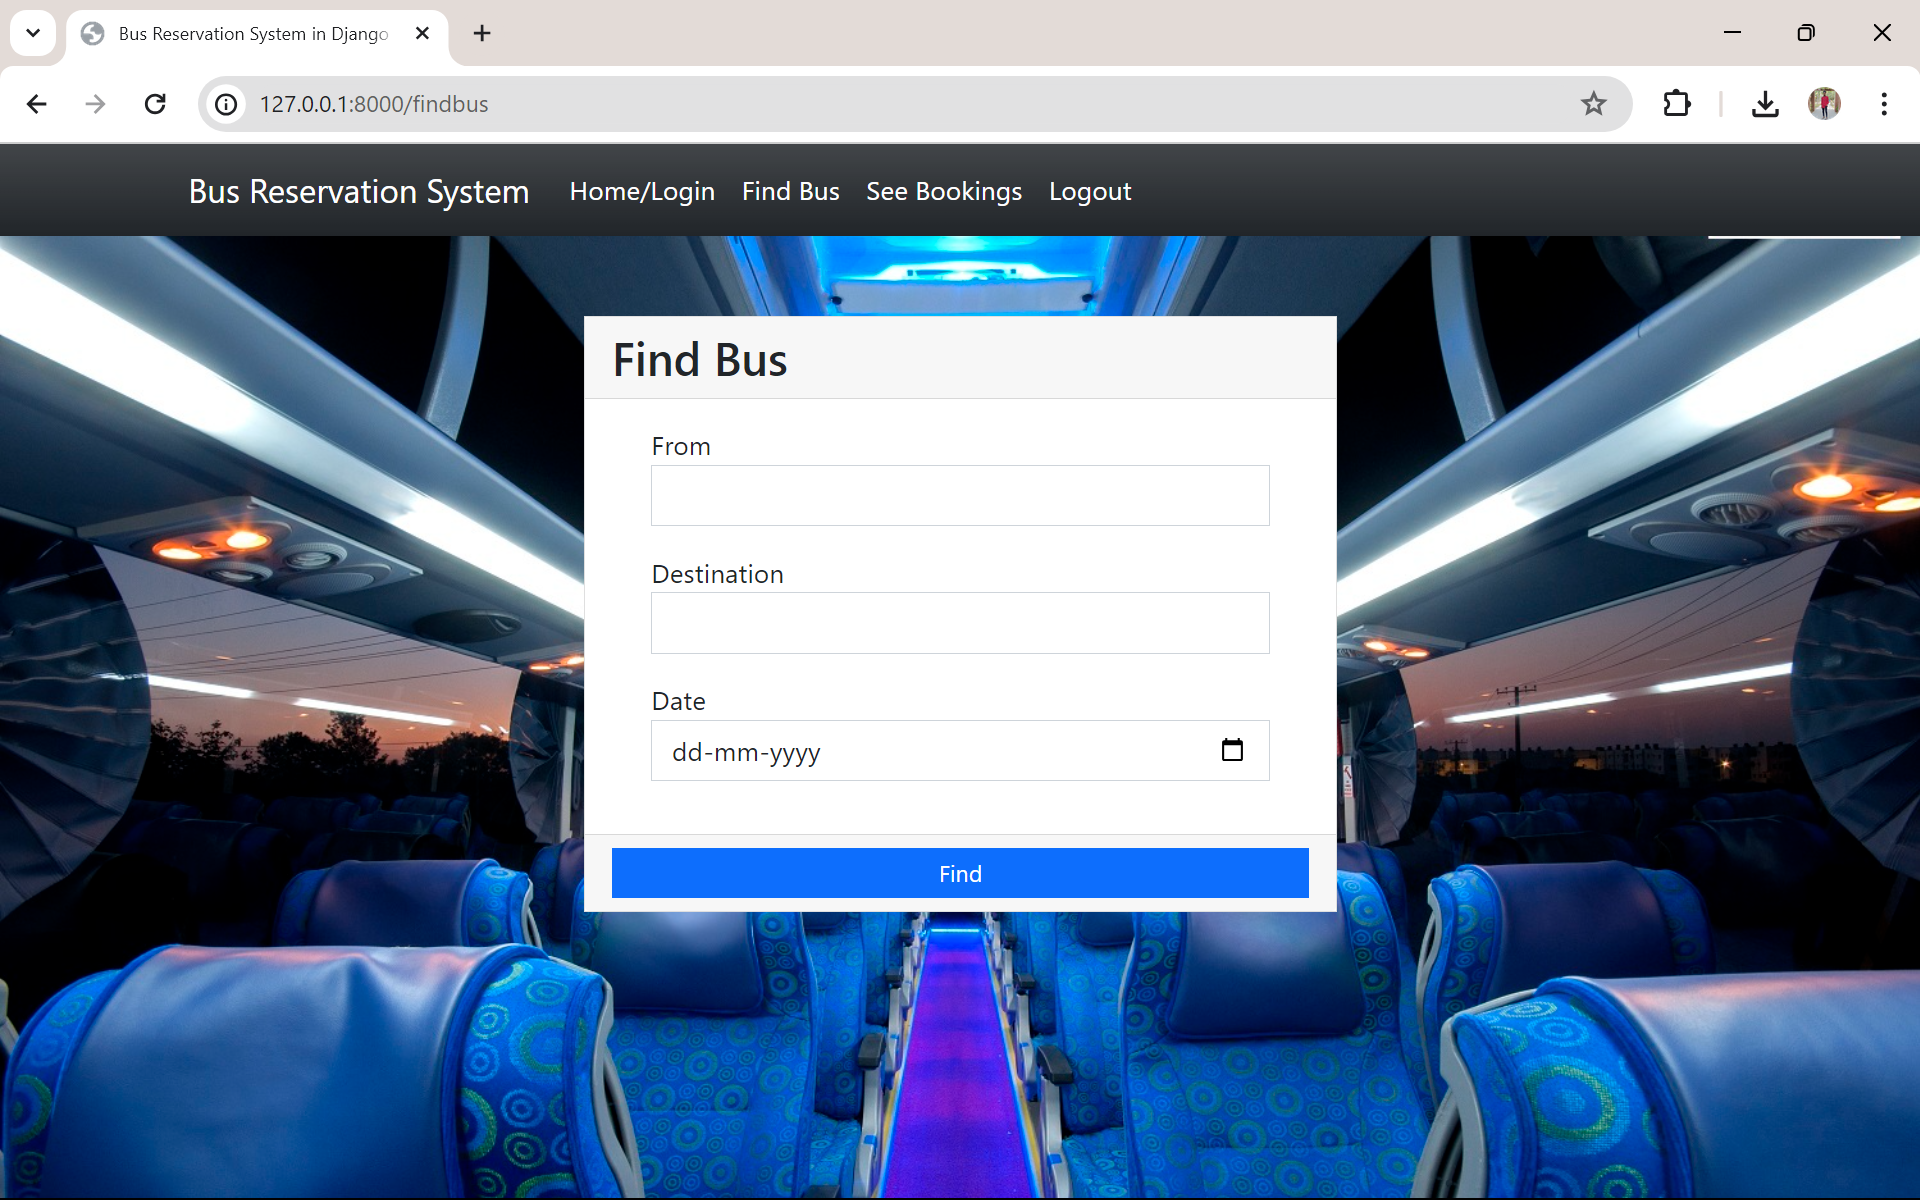 Bus Reservation System in Django
127.0.0.1:8000/findbus
Bus Reservation System Home/Login Find Bus See Bookings Logout
Find Bus
From
Destination
Date
dd-mm-yyyy
Find